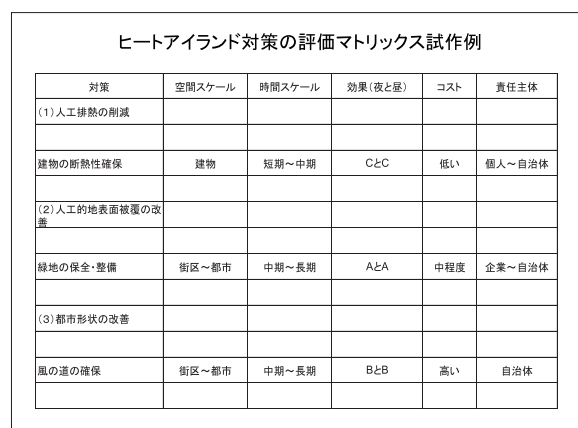 ヒートアイランド対策の評価マトリックス試作例
対策 空間スケール 時間スケール 効果(夜と昼) コスト 責任主体
(1)人工排熱の削減
建物の断熱性確保 建物 短期～中期 CとC 低い 個人～自治体
(2)人工的地表面被覆の改
善
緑地の保全・整備 街区～都市 中期～長期 AとA 中程度 企業～自治体
(3)都市形状の改善
風の道の確保 街区～都市 中期～長期 BとB 高い 自治体